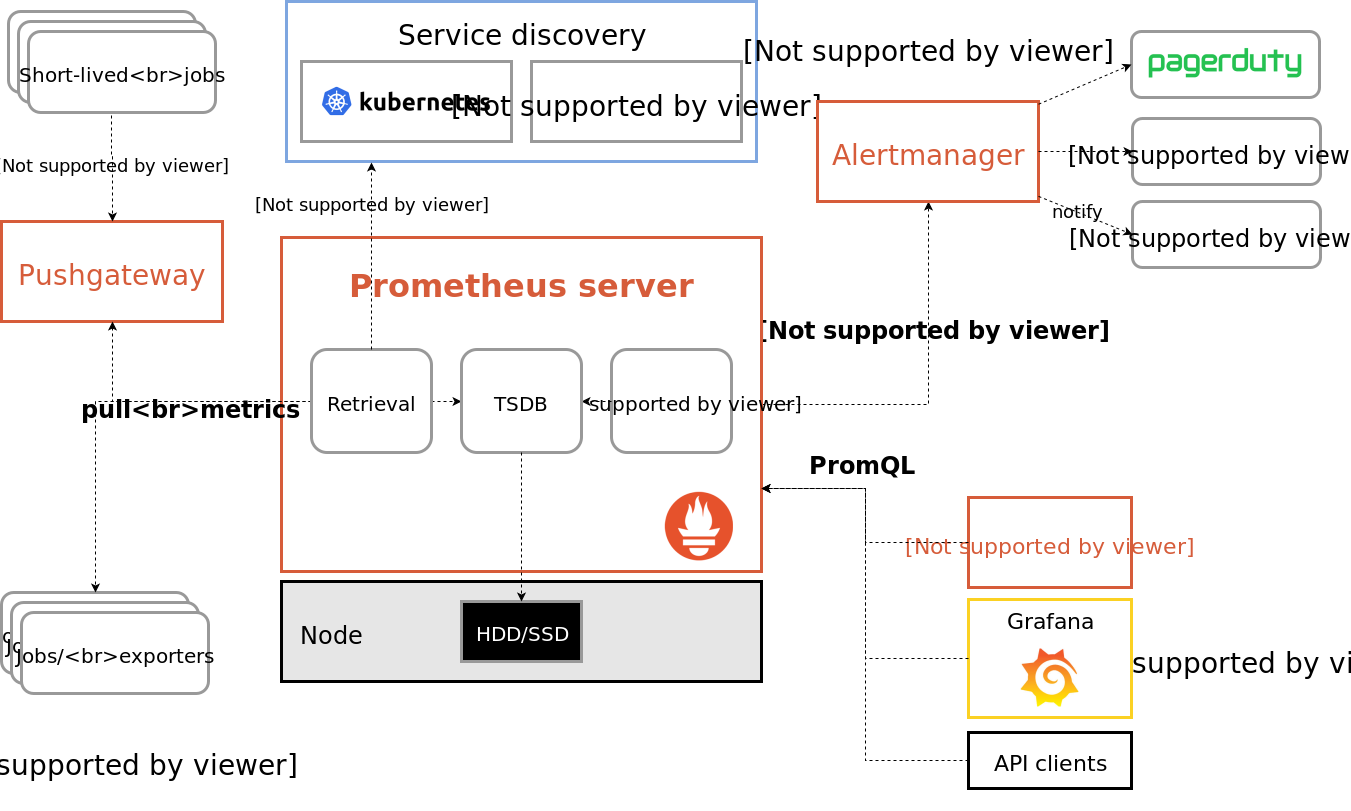 Service discovery
[Not supported by viewer]
pagerduty
Short-lived<br>jobs
kubernetes
[Not supported by viewer]
Alertmanager
[Not supported by view
[Not supported by viewer]
[Not supported by viewer]
notify
[Not supported by view
Pushgateway
Prometheus server
[Not supported by viewer]
pull<br>metrics
Retrieval
TSDB
supported by viewer]
PromQL
[Not supported by viewer]
Grafana
Node
HDD/SSD
jobs/<br>exporters
supported by vi
API clients
supported by viewer]